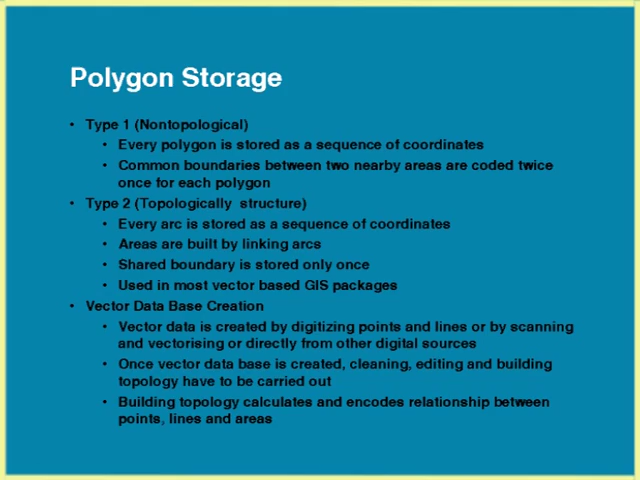 Polygon Storage
• Type 1 (Nontopological)
• Every polygon is stored as a sequence of coordinates
• Common boundaries between two nearby areas are coded twice
once for each polygon
• Type 2 (Topologically  structure)
• Every arc is stored as a sequence of coordinates
• Areas are built by linking arcs
• Shared boundary is stored only once
• Used in most vector based GIS packages
• Vector Data Base Creation
• Vector data is created by digitizing points and lines or by scanning
and vectorising or directly from other digital sources
• Once vector data base is created, cleaning, editing and building
topology have to be carried out
• Building topology calculates and encodes relationship between
points, lines and areas